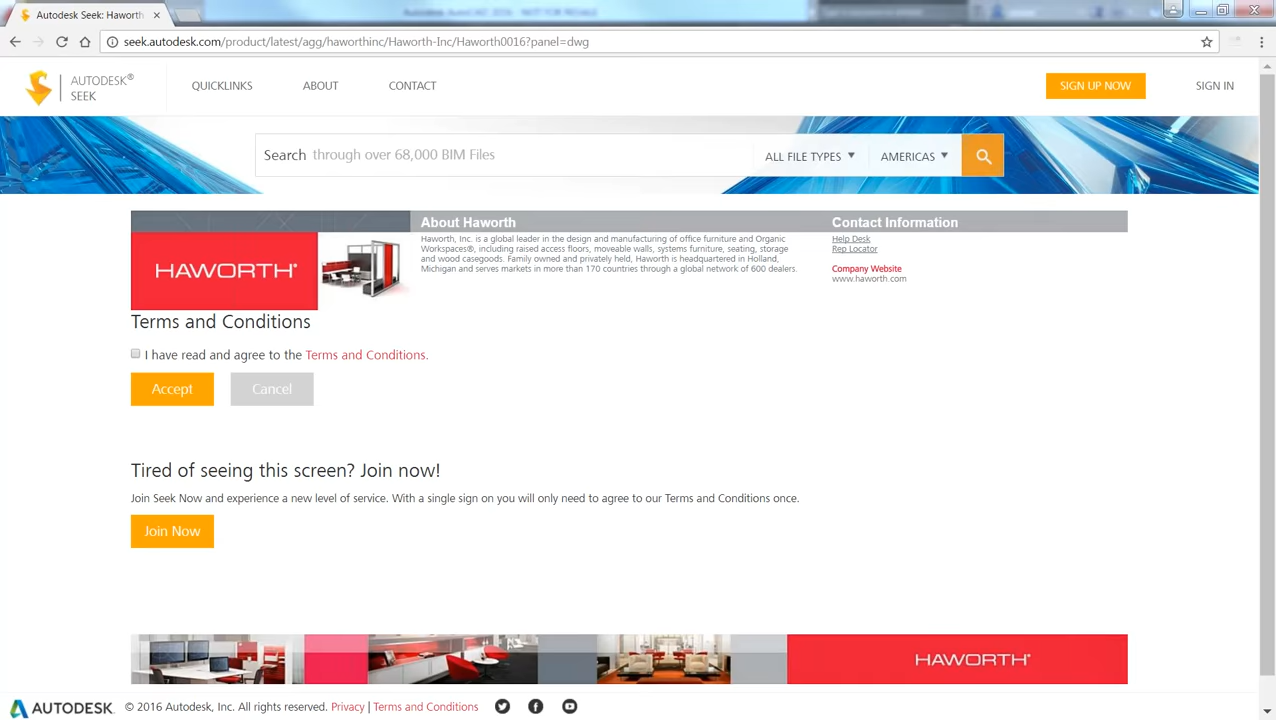 Autodesk Seek: Haworth
seek.autodesk.com/product/latest/agg/haworthinc/Haworth-Inc/Haworth0016?panel=dwg
AUTODESK® SEEK
QUICKLINKS
ABOUT
CONTACT
SIGN UP NOW
SIGN IN
Search through over 68,000 BIM Files
ALL FILE TYPES
AMERICAS
About Haworth
Haworth, Inc. is a global leader in the design and manufacturing of office furniture and Organic
Workspaces®, including raised access floors, moveable walls, systems furniture, seating, storage
and wood casegoods. Family owned and privately held, Haworth is headquartered in Holland,
Michigan and serves markets in more than 170 countries through a global network of 600 dealers.
Contact Information
Help Desk
Rep Locator
Company Website
www.haworth.com
HAWORTH®
Terms and Conditions
I have read and agree to the Terms and Conditions.
Accept
Cancel
Tired of seeing this screen? Join now!
Join Seek Now and experience a new level of service. With a single sign on you will only need to agree to our Terms and Conditions once.
Join Now
HAWORTH®
AUTODESK. © 2016 Autodesk, Inc. All rights reserved. Privacy | Terms and Conditions